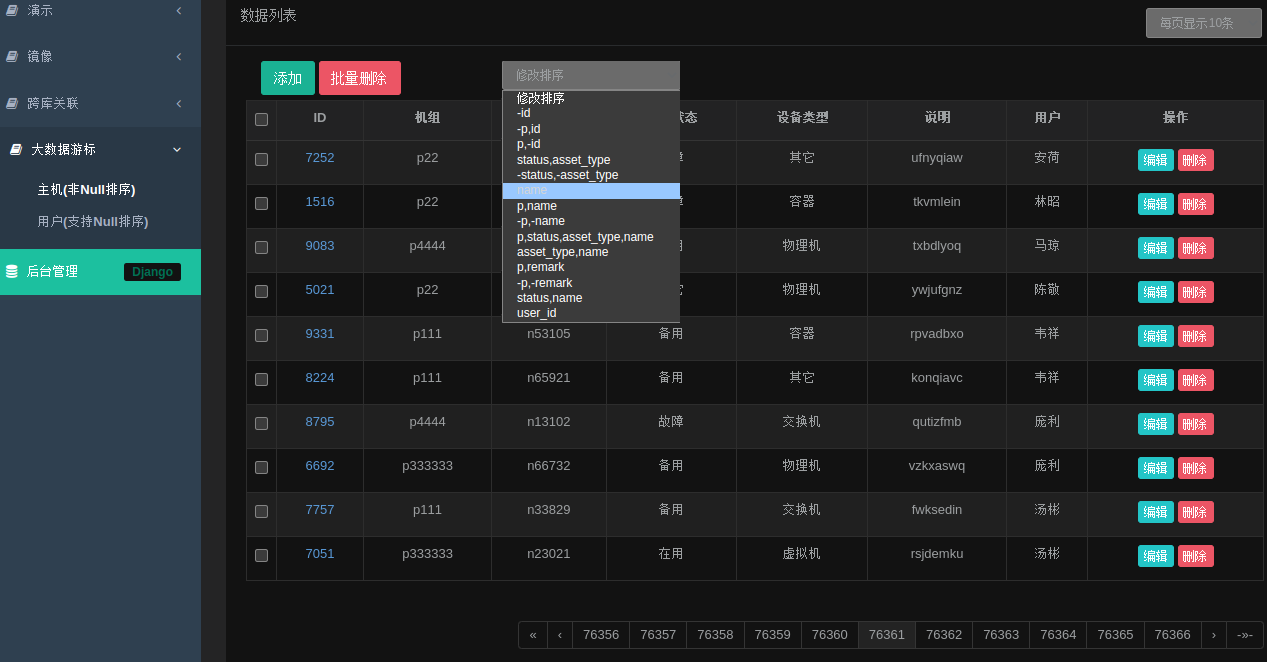 演示
镜像
跨库关联
大数据游标
主机(非Null排序)
用户(支持Null排序)
后台管理 Django
数据列表
每页显示10条
添加 批量删除
修改排序
修改排序
-id
-p,id
p,-id
status,asset_type
-status,-asset_type
name
p,name
-p,-name
p,status,asset_type,name
asset_type,name
p,remark
-p,-remark
status,name
user_id
ID 机组 态 设备类型 说明 用户 操作
7252 p22 其它 ufnyqiaw 安荷 编辑 删除
1516 p22 容器 tkvmlein 林昭 编辑 删除
9083 p4444 物理机 txbdlyoq 马琼 编辑 删除
5021 p22 物理机 ywjufgnz 陈敬 编辑 删除
9331 p111 n53105 备用 容器 rpvadbxo 韦祥 编辑 删除
8224 p111 n65921 备用 其它 konqiavc 韦祥 编辑 删除
8795 p4444 n13102 故障 交换机 qutizfmb 庞利 编辑 删除
6692 p333333 n66732 备用 物理机 vzkxaswq 庞利 编辑 删除
7757 p111 n33829 备用 交换机 fwksedin 汤彬 编辑 删除
7051 p333333 n23021 在用 虚拟机 rsjdemku 汤彬 编辑 删除
« ‹ 76356 76357 76358 76359 76360 76361 76362 76363 76364 76365 76366 › -»-